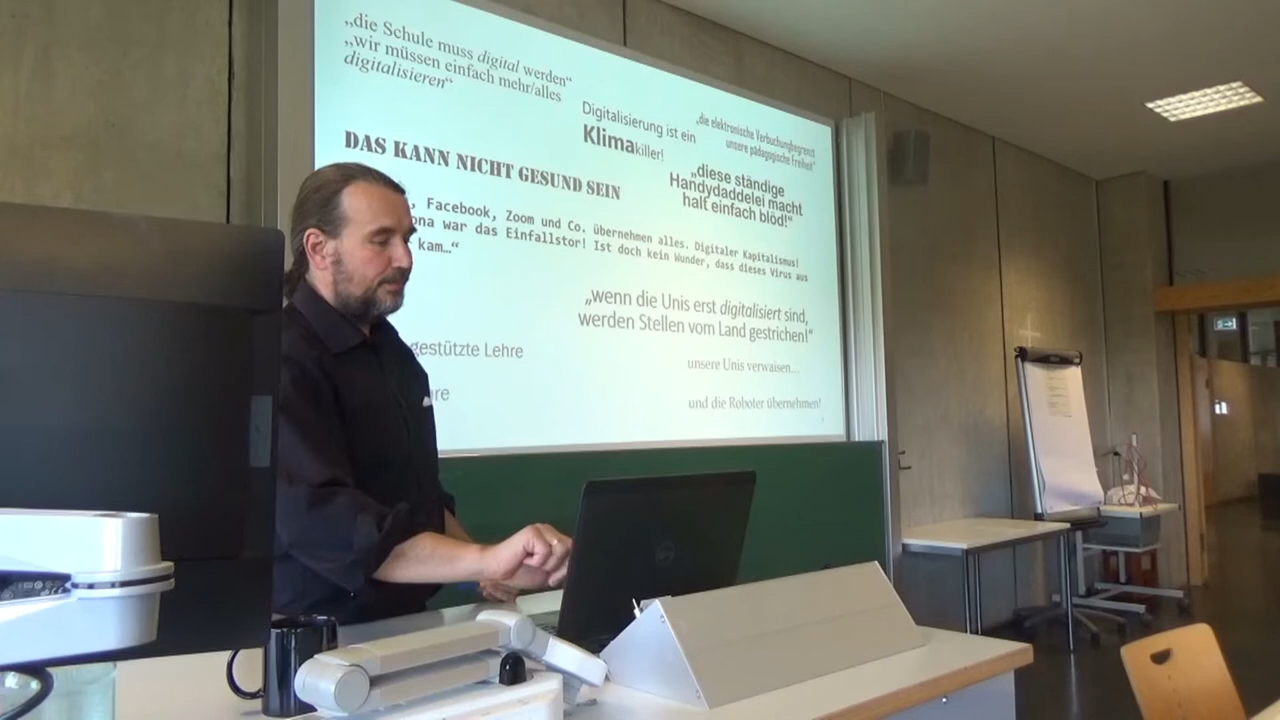 „die Schule muss digital werden“
„wir müssen einfach mehr/alles
digitalisieren“
Digitalisierung ist ein
Klimakiller!
„die elektronische Verbuchung begrenzt
unsere pädagogische Freiheit“
DAS KANN NICHT GESUND SEIN
„diese ständige
Handydaddelei macht
halt einfach blöd!“
, Facebook, Zoom und Co. übernehmen alles. Digitaler Kapitalismus!
ona war das Einfallstor! Ist doch kein Wunder, dass dieses Virus aus
kam…“
„wenn die Unis erst digitalisiert sind,
werden Stellen vom Land gestrichen!“
gestützte Lehre
unsere Unis verwaisen…
re
und die Roboter übernehmen!